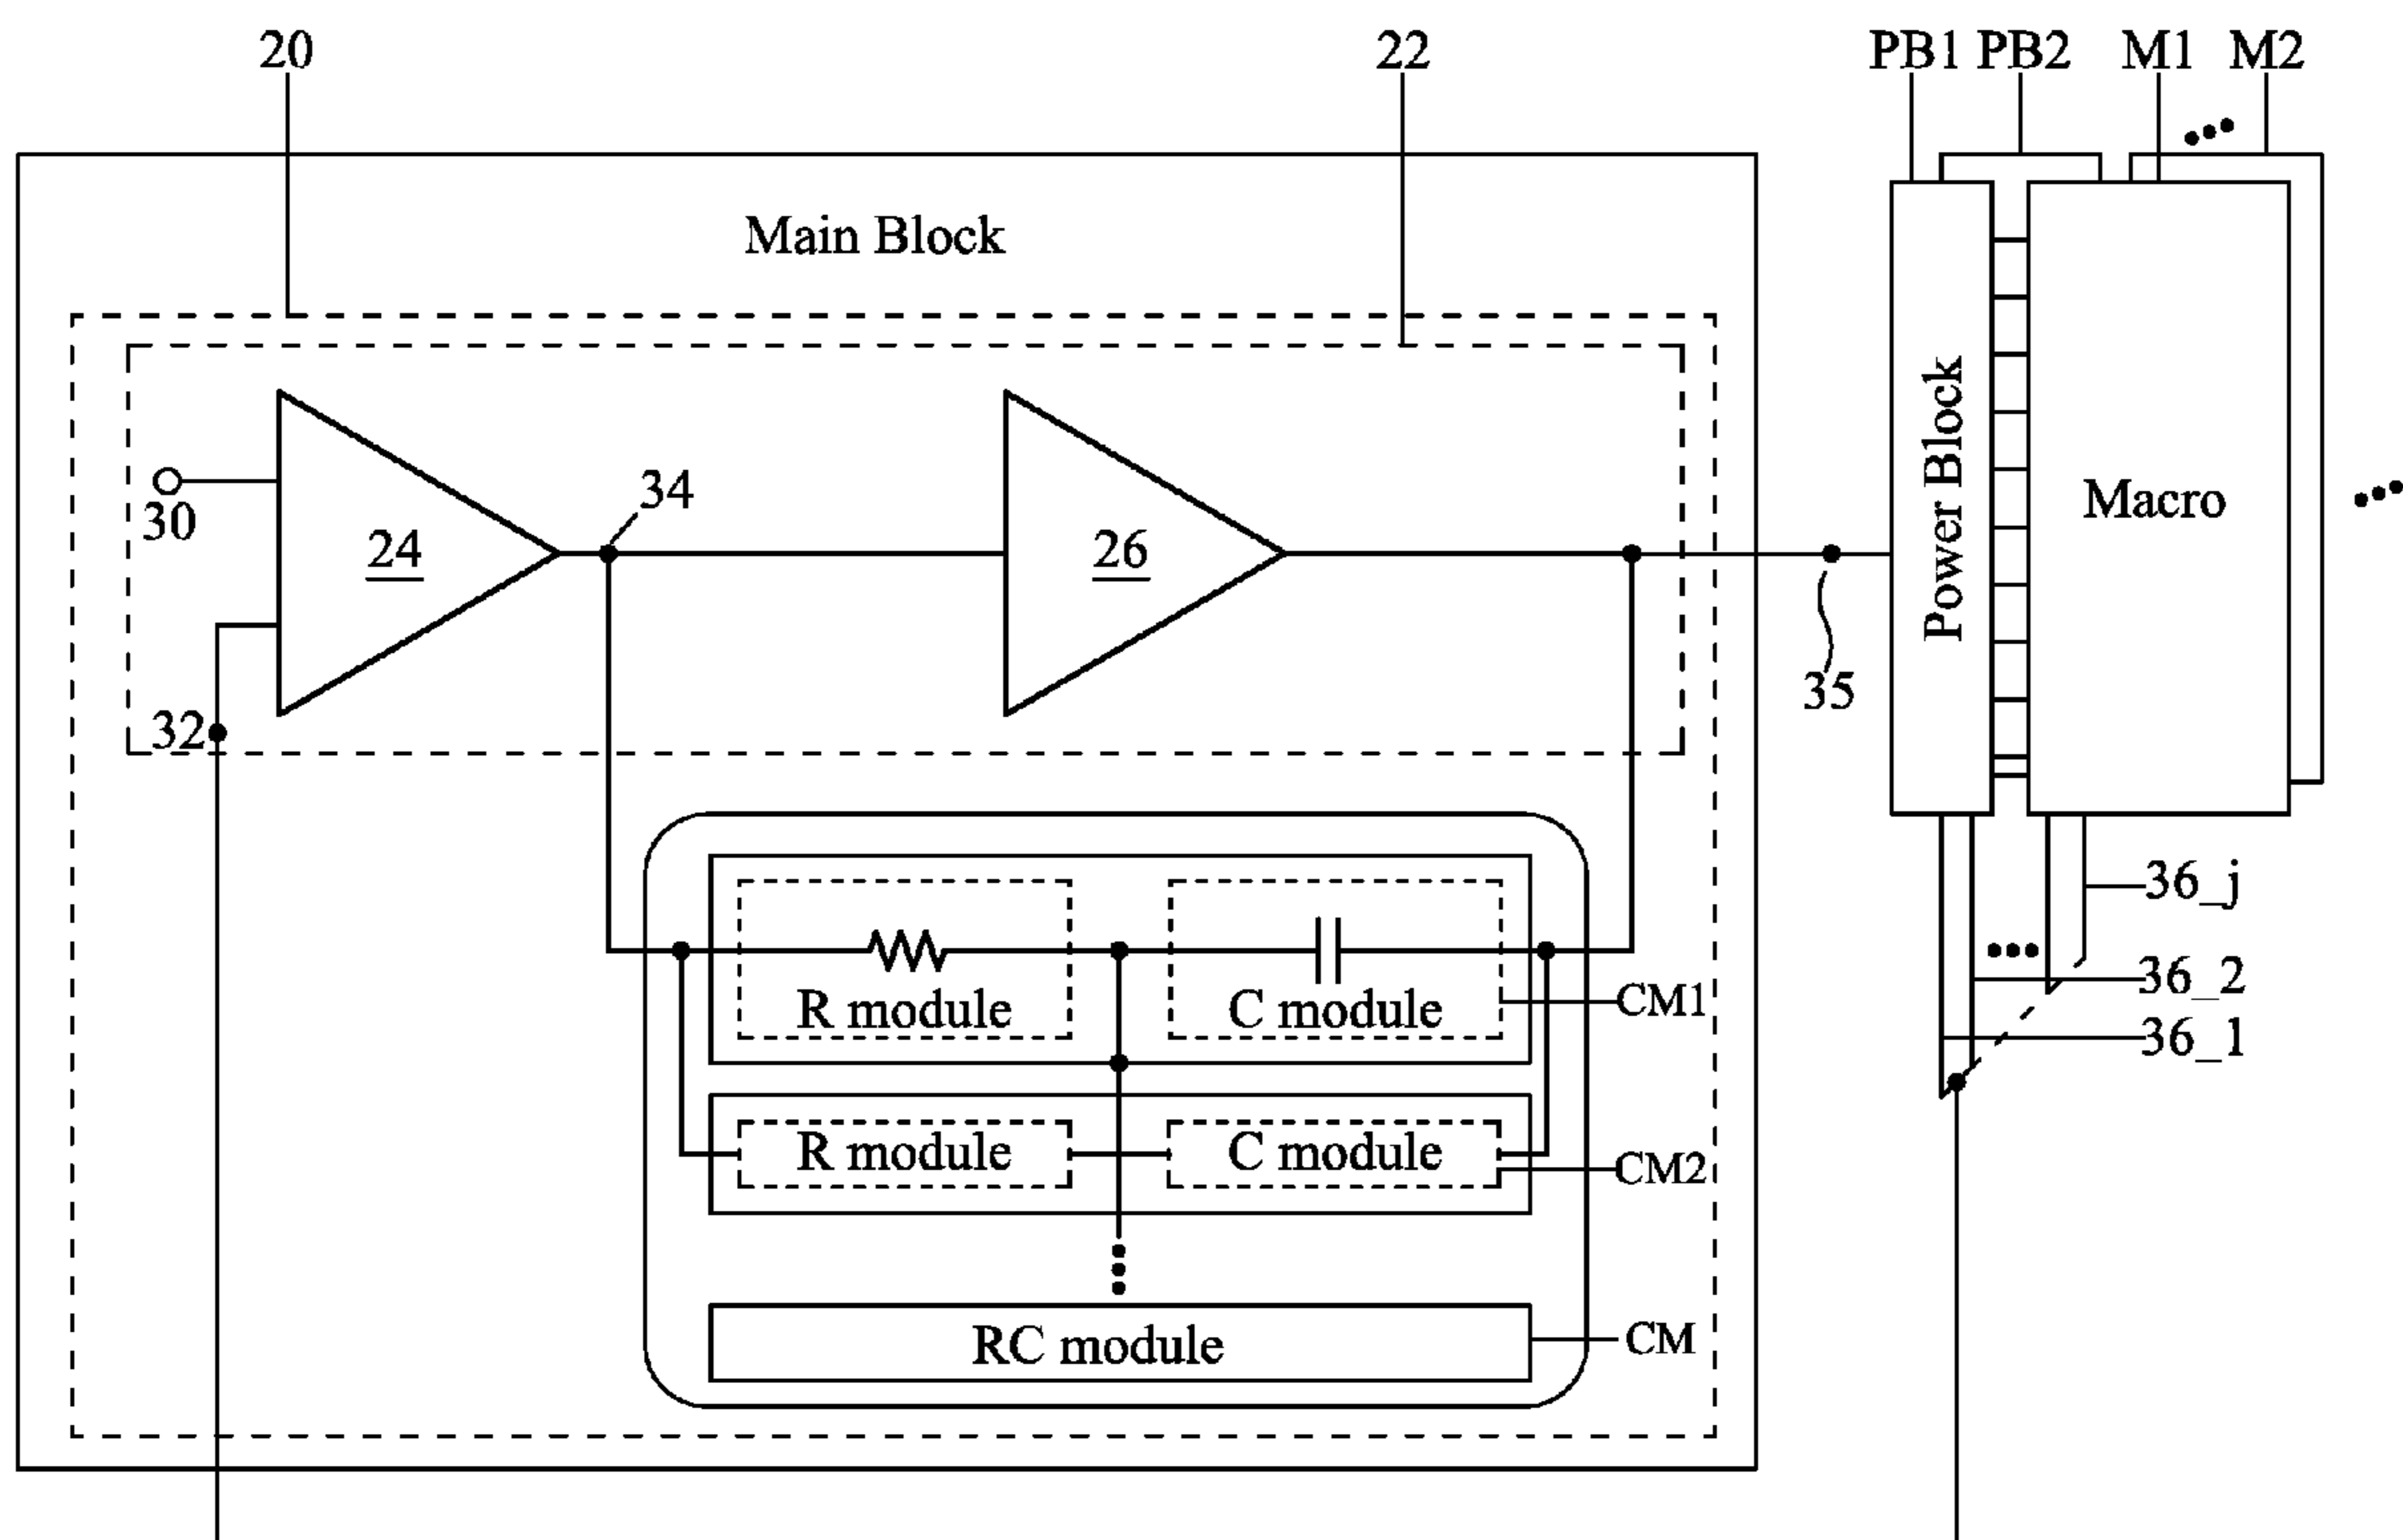 20
22
PB1 PB2 M1 M2
Main Block
30
24
34
26
Power Block
Macro
32
35
36_j
R module
C module
CM1
36_2
36_1
R module
C module
CM2
RC module
CM